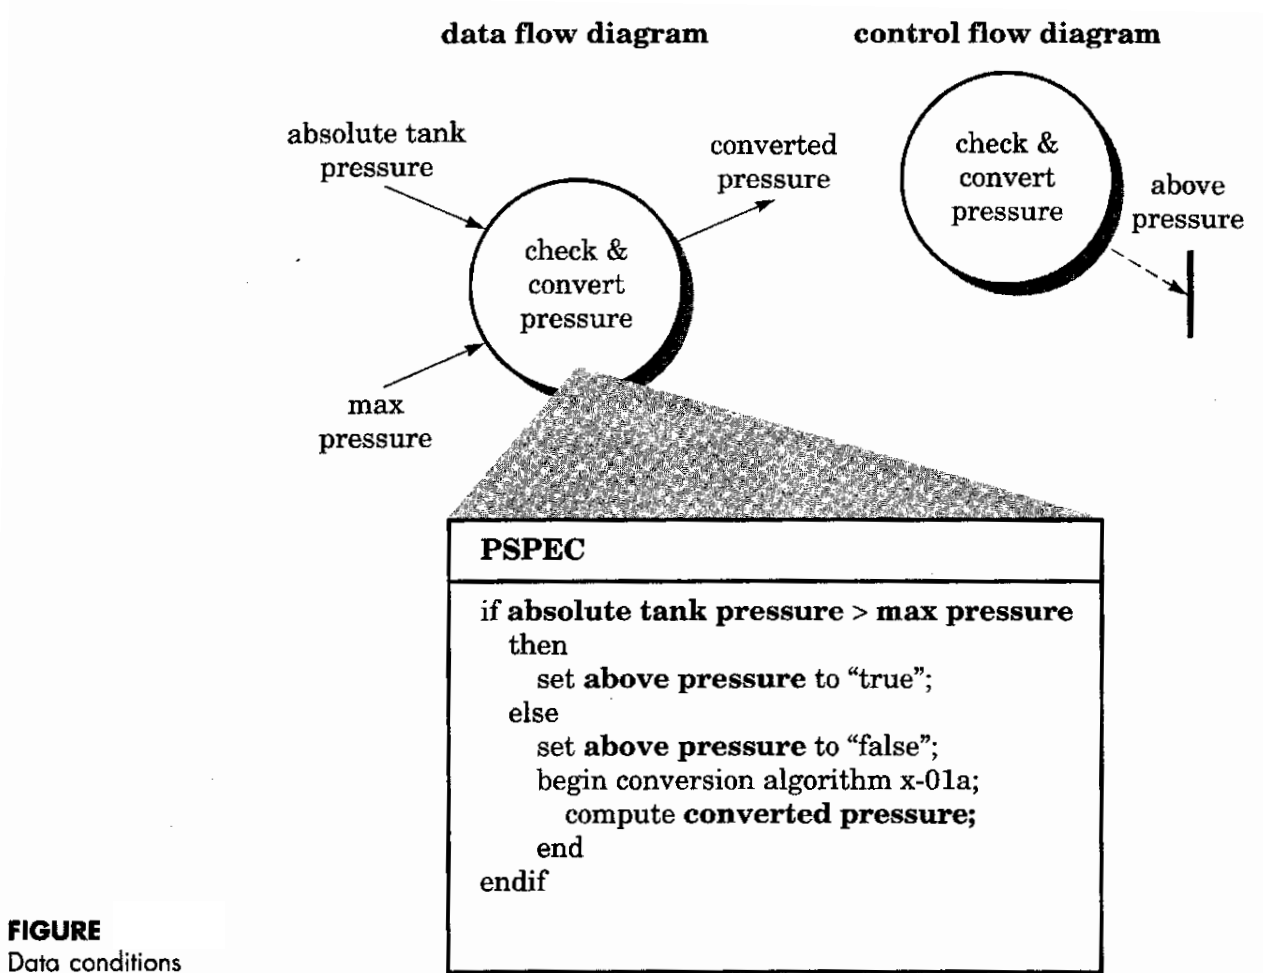 data flow diagram
control flow diagram
absolute tank
pressure
converted
pressure
check &
convert
pressure
max
pressure
check &
convert
pressure
above
pressure
PSPEC
if absolute tank pressure > max pressure
then
set above pressure to “true”;
else
set above pressure to “false”;
begin conversion algorithm x-01a;
compute converted pressure;
end
endif
FIGURE
Data conditions